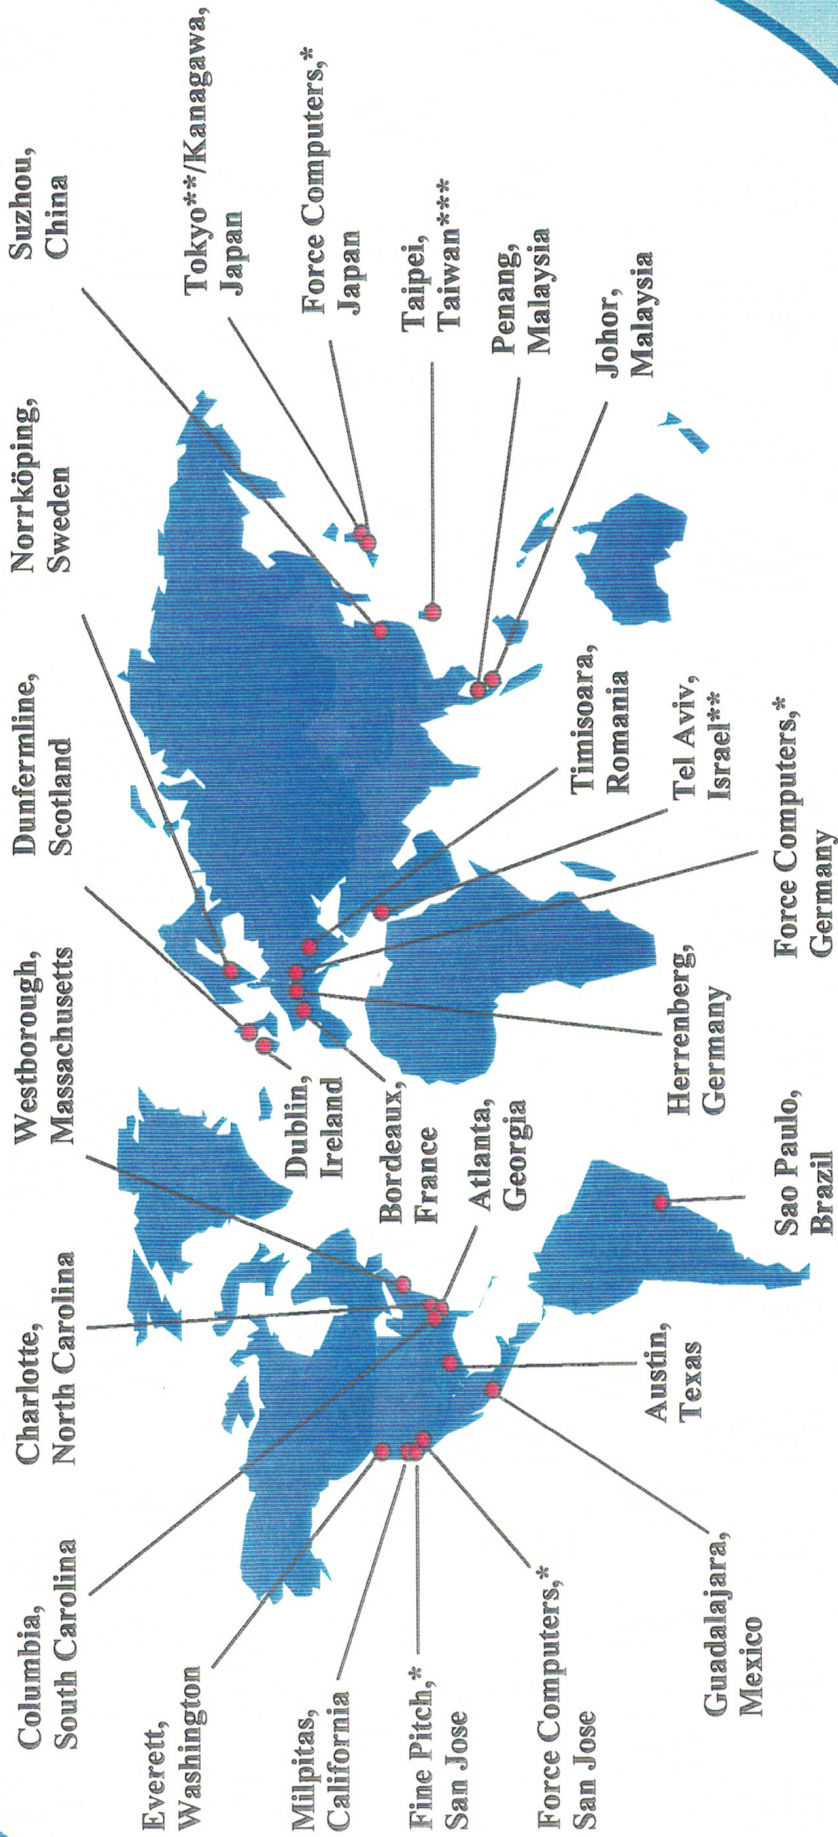 Columbia,
South Carolina
Charlotte,
North Carolina
Westborough,
Massachusetts
Dunfermline,
Scotland
Norrköping,
Sweden
Suzhou,
China
Everett,
Washington
Milpitas,
California
Fine Pitch,*
San Jose
Force Computers,*
San Jose
Guadalajara,
Mexico
Austin,
Texas
Atlanta,
Georgia
Dublin,
Ireland
Bordeaux,
France
Sao Paulo,
Brazil
Herrenberg,
Germany
Force Computers,*
Germany
Tel Aviv,
Israel**
Timisoara,
Romania
Tokyo**/Kanagawa,
Japan
Force Computers,*
Japan
Taipei,
Taiwan***
Penang,
Malaysia
Johor,
Malaysia